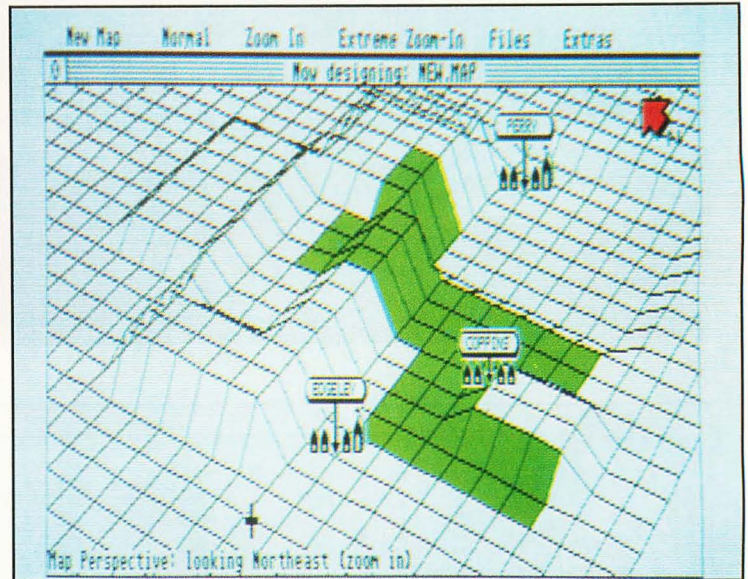 New Map Normal Zoom In Extreme Zoom-In Files Extras
Now designing: NEW.MAP
PERRY
COPPING
EDGELEY
Map Perspective: looking Northeast (zoom in)